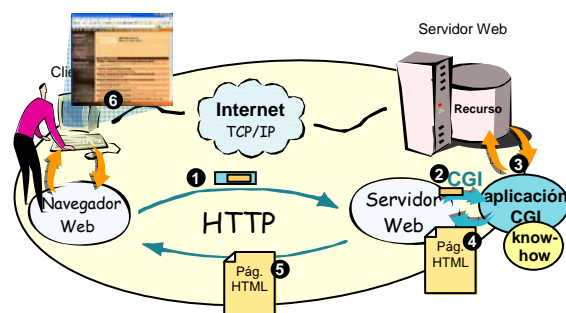 Servidor Web
Clie
6
Internet
TCP/IP
Recurso
1
2
CGI
3
Navegador
Web
HTTP
Servidor
Web
aplicación
CGI
know-
how
Pág.
HTML
5
Pág.
HTML
4